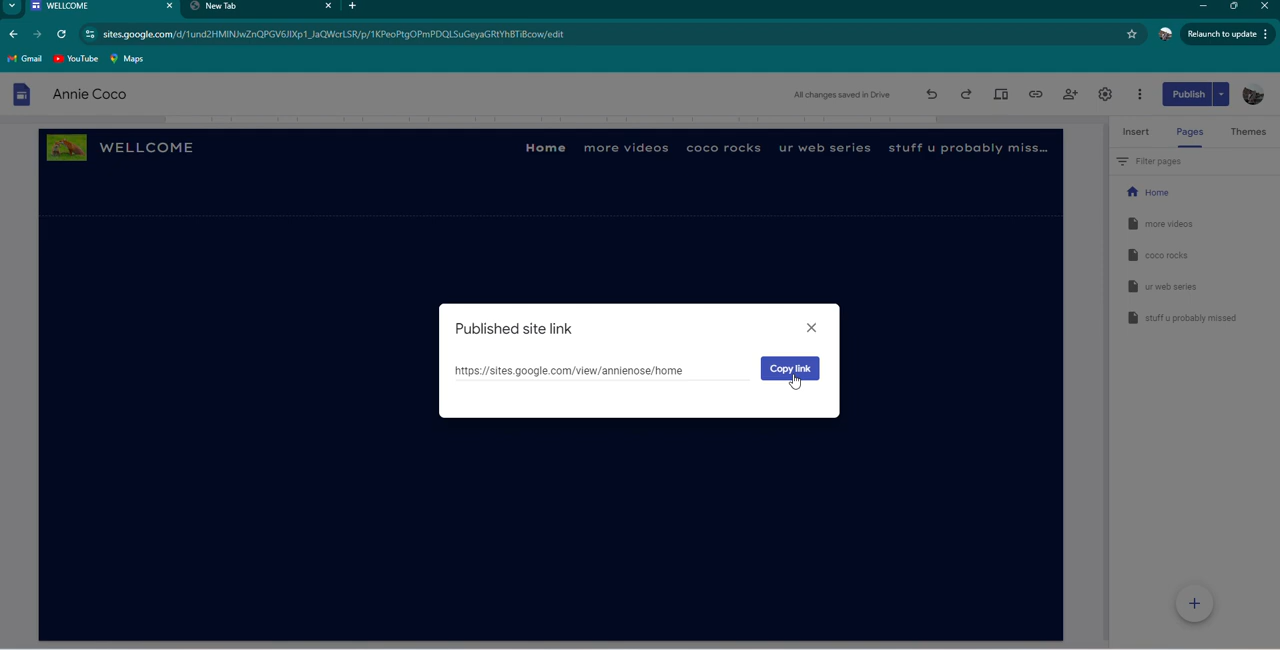 WELLCOME
New Tab
sites.google.com/d/1und2HMINJwZnQPGV6JIXp1_JaQWcrLSR/p/1KPeoPtgOPmPDQLSuGeyaGRtYhBTiBcow/edit
Relaunch to update
Gmail YouTube Maps
Annie Coco
All changes saved in Drive
Publish
Insert Pages Themes
WELLCOME
Home more videos coco rocks ur web series stuff u probably miss...
Filter pages
Home
more videos
coco rocks
ur web series
stuff u probably missed
Published site link
https://sites.google.com/view/annienose/home
Copy link